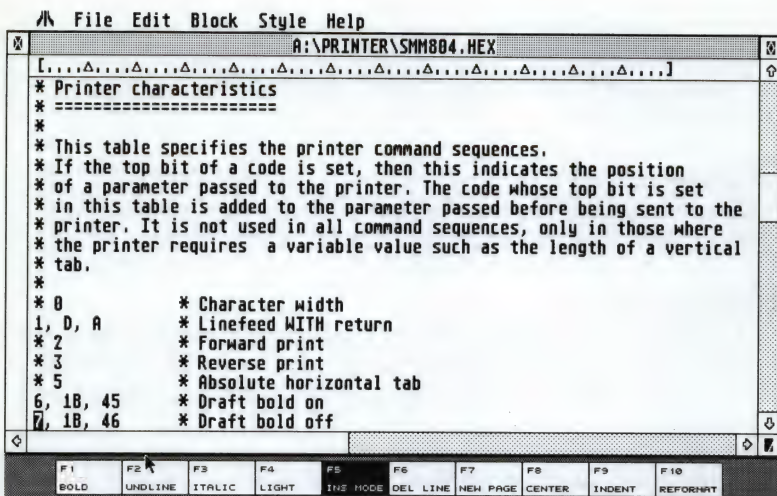 File Edit Block Style Help
A:\PRINTER\SMM804.HEX
* Printer characteristics
* =======================
*
* This table specifies the printer command sequences.
* If the top bit of a code is set, then this indicates the position
* of a parameter passed to the printer. The code whose top bit is set
* in this table is added to the parameter passed before being sent to the
* printer. It is not used in all command sequences, only in those where
* the printer requires  a variable value such as the length of a vertical
* tab.
*
* 0 * Character width
1, D, A * Linefeed WITH return
* 2 * Forward print
* 3 * Reverse print
* 5 * Absolute horizontal tab
6, 1B, 45 * Draft bold on
7, 1B, 46 * Draft bold off
F1 F2 F3 F4 F5 F6 F7 F8 F9 F10
BOLD UNDLINE ITALIC LIGHT INS MODE DEL LINE NEW PAGE CENTER INDENT REFORMAT